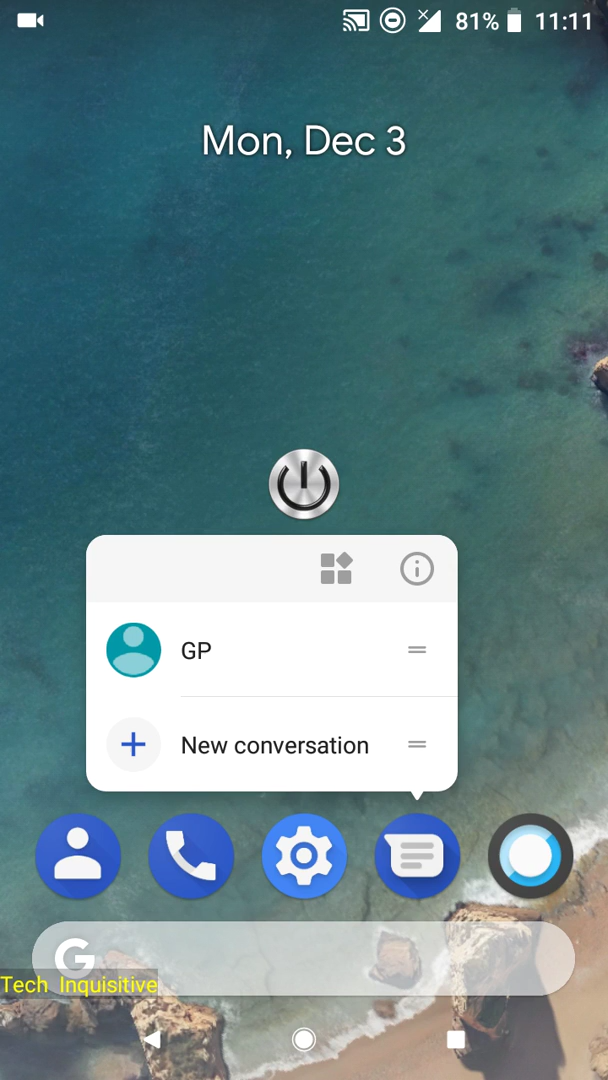 81% 11:11
Mon, Dec 3
GP
New conversation
G
Tech Inquisitive